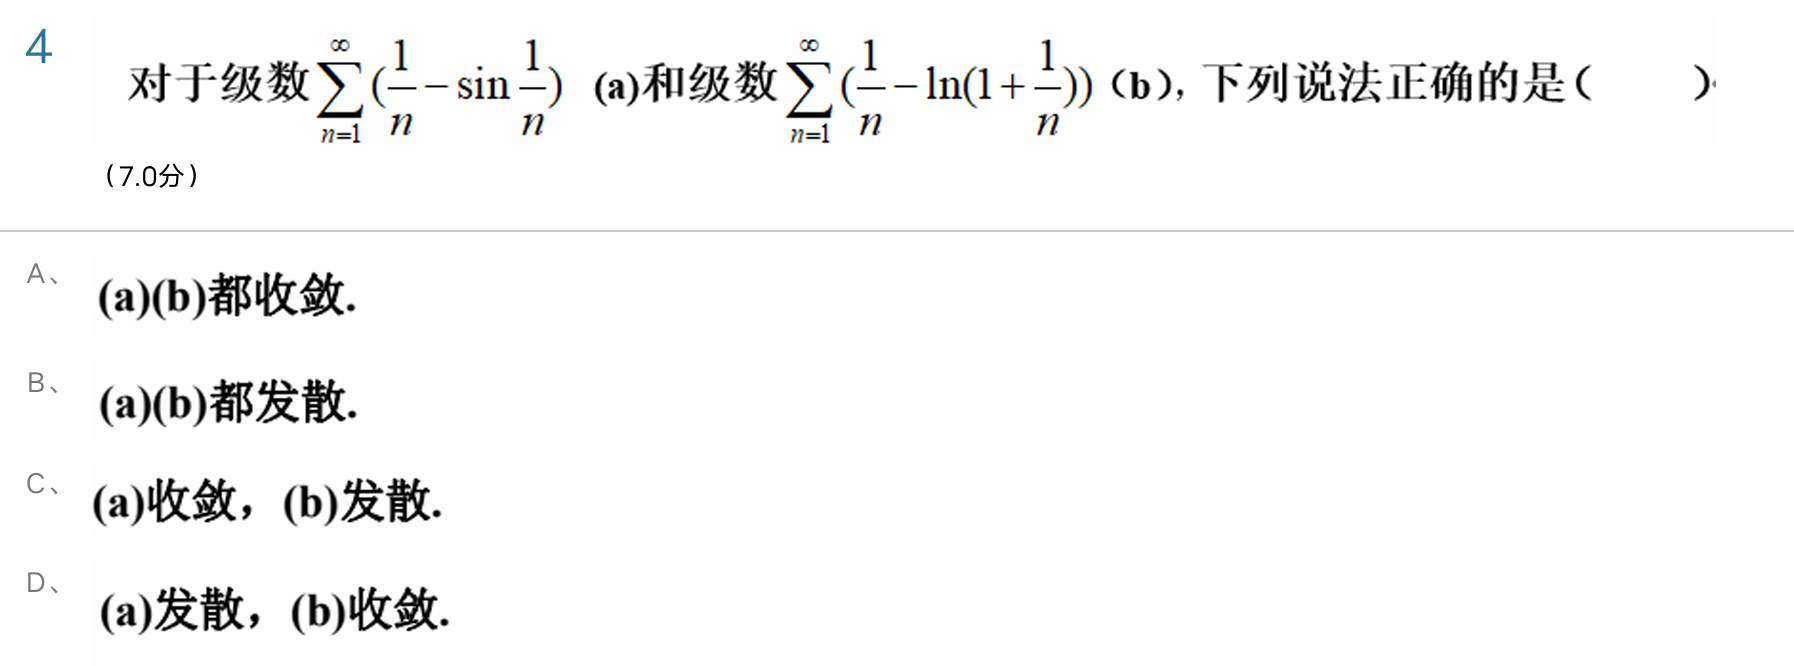 4
对于级数$\sum_{n=1}^{\infty}(\frac{1}{n}-\sin\frac{1}{n})$ (a)和级数$\sum_{n=1}^{\infty}(\frac{1}{n}-\ln(1+\frac{1}{n}))$(b),下列说法正确的是( ).
(7.0分)
A、 (a)(b)都收敛.
B、 (a)(b)都发散.
C、 (a)收敛，(b)发散.
D、 (a)发散，(b)收敛.